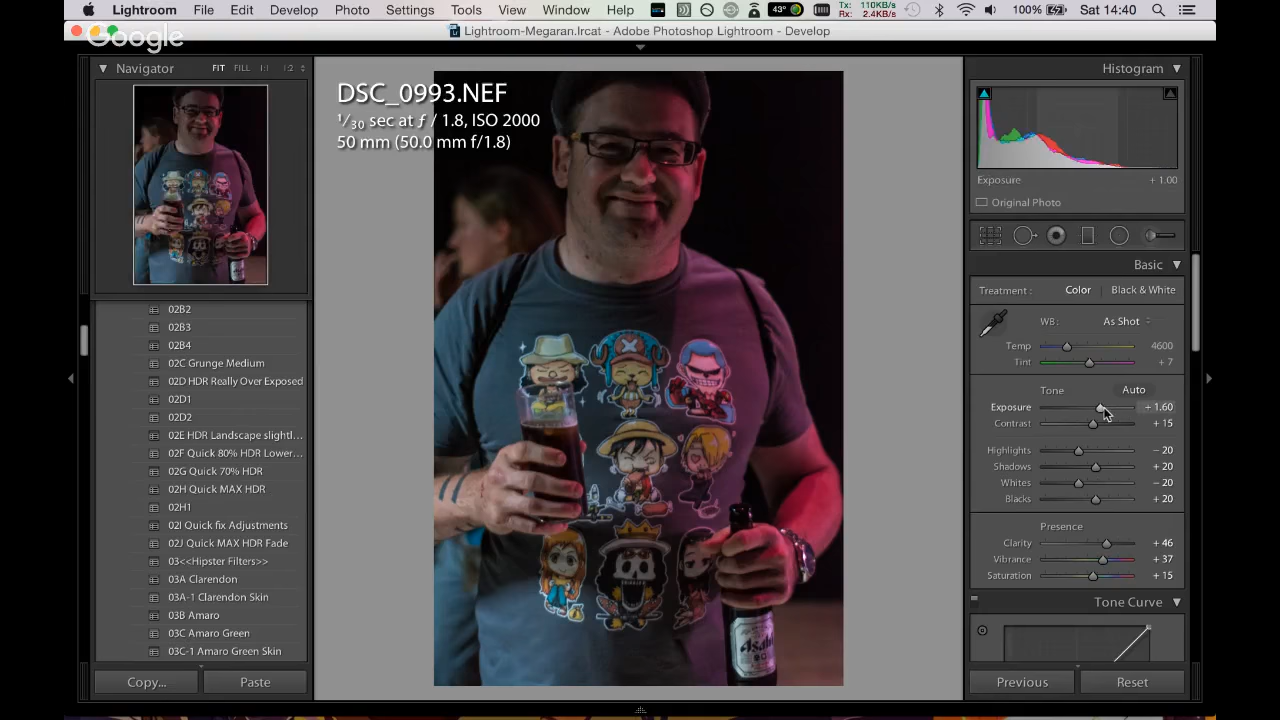 Lightroom File Edit Develop Photo Settings Tools View Window Help 43° Tx: 110KB/s Rx: 2.4KB/s 100% Sat 14:40
Google
Lightroom-Megaran.lrcat - Adobe Photoshop Lightroom - Develop
Navigator FIT FILL 1:1 1:2
02B2
02B3
02B4
02C Grunge Medium
02D HDR Really Over Exposed
02D1
02D2
02E HDR Landscape slightl...
02F Quick 80% HDR Lower...
02G Quick 70% HDR
02H Quick MAX HDR
02H1
02I Quick fix Adjustments
02J Quick MAX HDR Fade
03<<Hipster Filters>>
03A Clarendon
03A-1 Clarendon Skin
03B Amaro
03C Amaro Green
03C-1 Amaro Green Skin
Copy... Paste
DSC_0993.NEF
1/30 sec at ƒ / 1.8, ISO 2000
50 mm (50.0 mm f/1.8)
Asahi
Histogram
Exposure + 1.00
Original Photo
Basic
Treatment : Color Black & White
WB: As Shot
Temp 4600
Tint + 7
Tone Auto
Exposure + 1.60
Contrast + 15
Highlights − 20
Shadows + 20
Whites − 20
Blacks + 20
Presence
Clarity + 46
Vibrance + 37
Saturation + 15
Tone Curve
Previous Reset